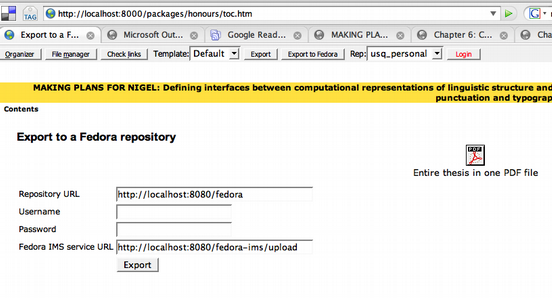 TAG
http://localhost:8000/packages/honours/toc.htm
G
Export to a F...
Microsoft Out...
Google Read...
MAKING PLA...
Chapter 6: C...
Cha
Organizer File manager Check links Template: Default Export Export to Fedora Rep: usq_personal Login
MAKING PLANS FOR NIGEL: Defining interfaces between computational representations of linguistic structure and
punctuation and typograp
Contents
Export to a Fedora repository
PDF
Entire thesis in one PDF file
Repository URL http://localhost:8080/fedora
Username
Password
Fedora IMS service URL http://localhost:8080/fedora-ims/upload
Export